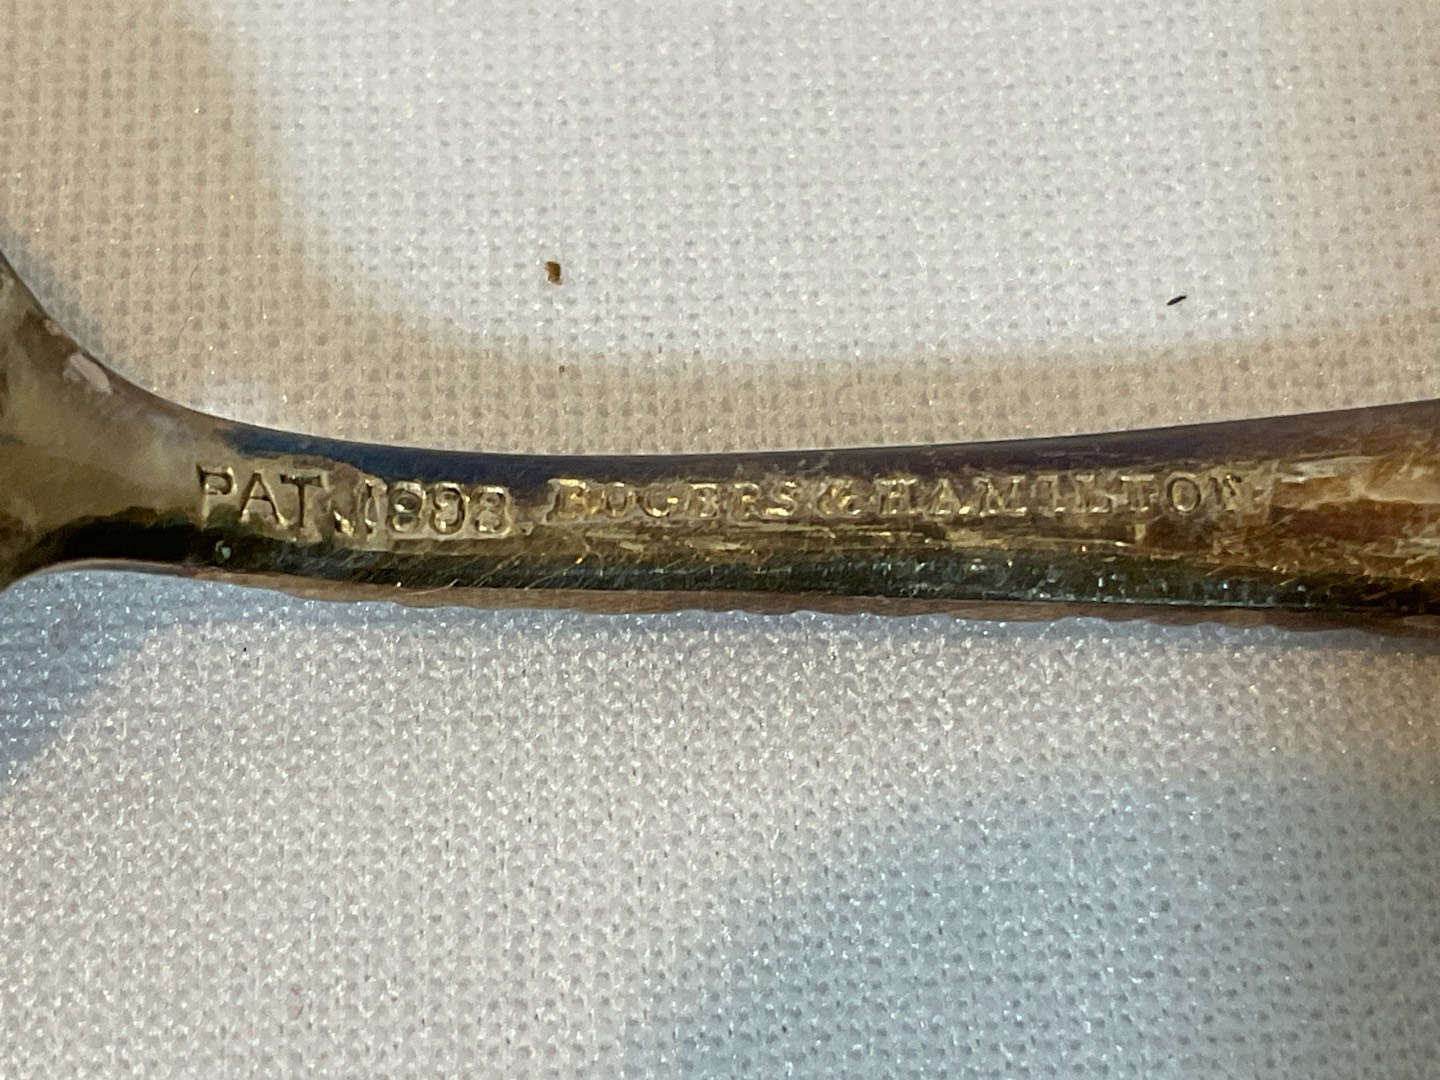 PAT. 1898. ROGERS & HAMILTON